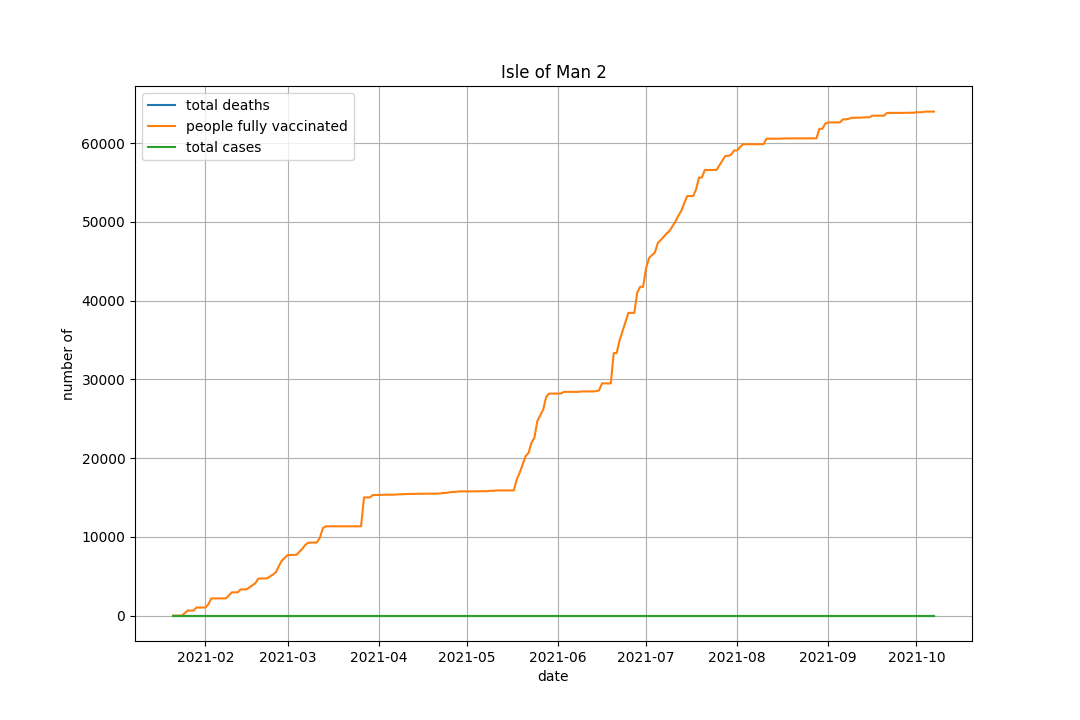 Isle of Man 2
total deaths
people fully vaccinated
total cases
number of
60000
50000
40000
30000
20000
10000
0
2021-02 2021-03 2021-04 2021-05 2021-06 2021-07 2021-08 2021-09 2021-10
date